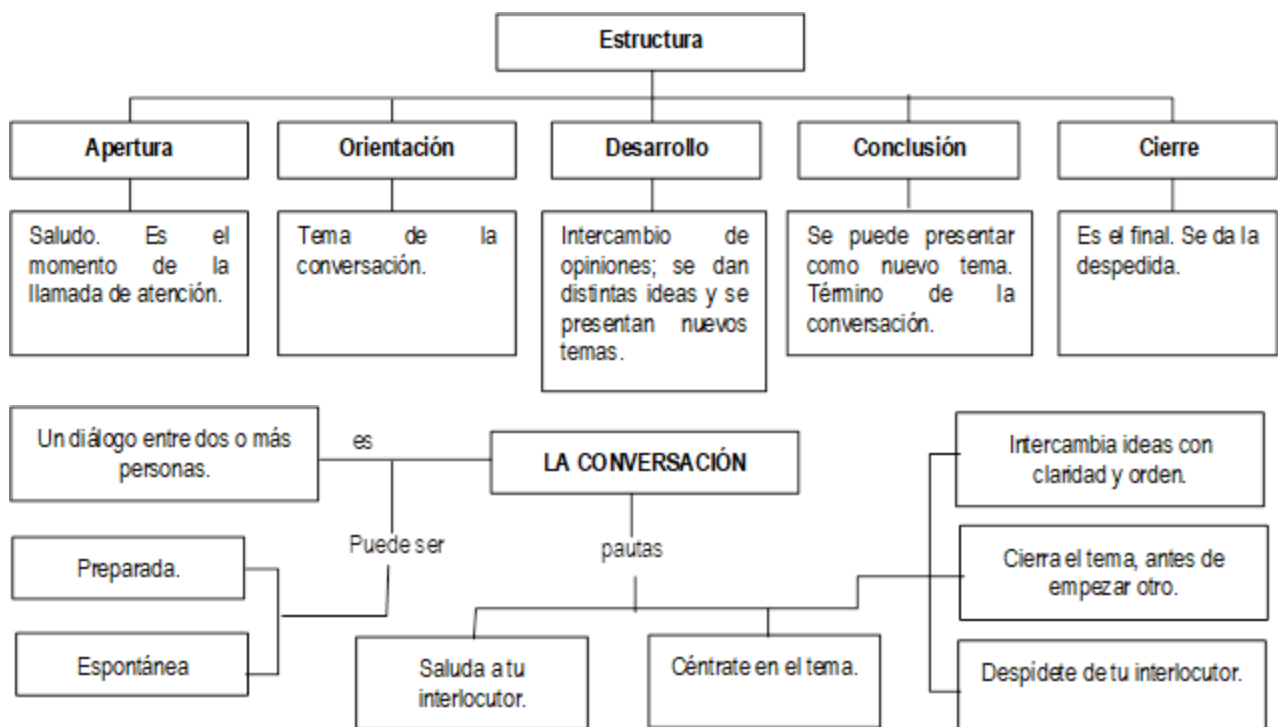 Estructura
Apertura
Orientación
Desarrollo
Conclusión
Cierre
Saludo. Es el
momento de la
llamada de atención.
Tema de la
conversación.
Intercambio de
opiniones; se dan
distintas ideas y se
presentan nuevos
temas.
Se puede presentar
como nuevo tema.
Término de la
conversación.
Es el final. Se da la
despedida.
Un diálogo entre dos o más
personas.
es
LA CONVERSACIÓN
Puede ser
Preparada.
Espontánea
pautas
Saluda a tu
interlocutor.
Céntrate en el tema.
Intercambia ideas con
claridad y orden.
Cierra el tema, antes de
empezar otro.
Despídete de tu interlocutor.